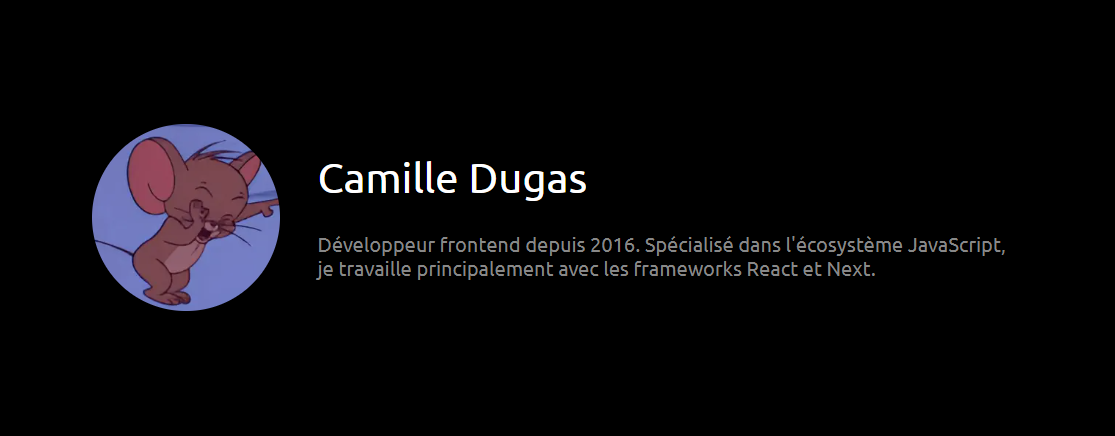 Camille Dugas
Développeur frontend depuis 2016. Spécialisé dans l'écosystème JavaScript,
je travaille principalement avec les frameworks React et Next.